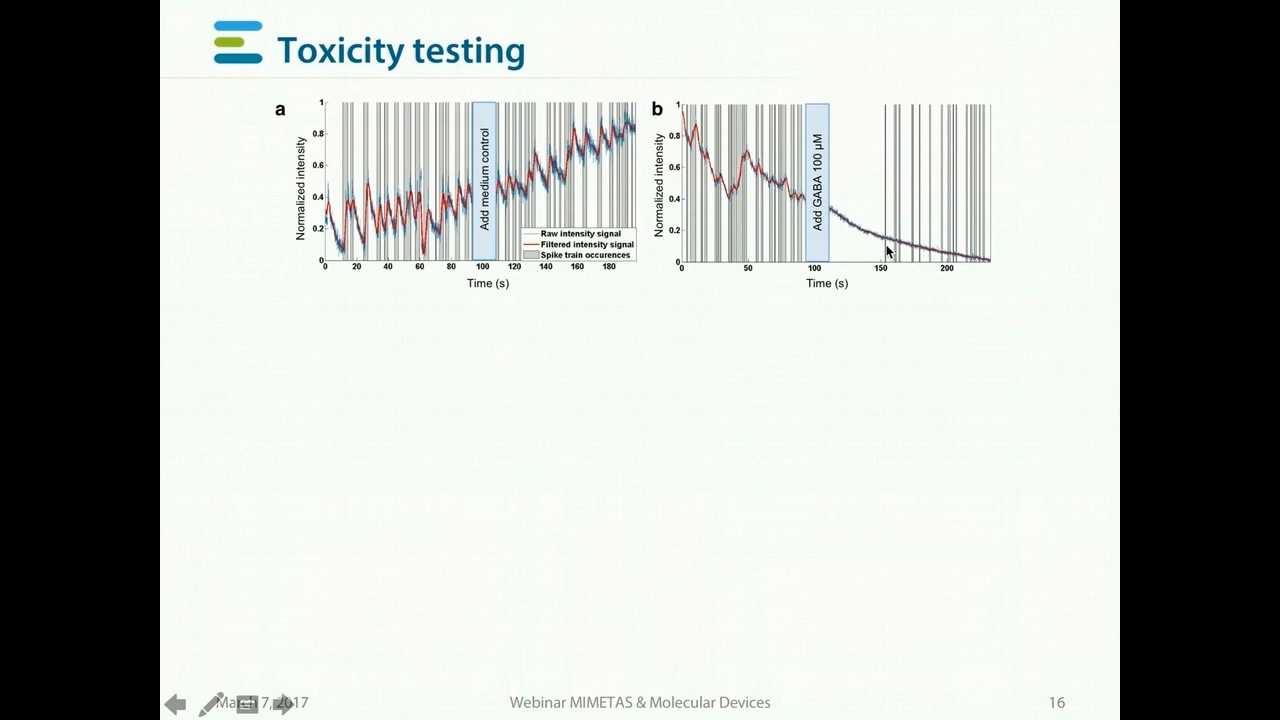 Toxicity testing
a
Normalized intensity
1
0.8
0.6
0.4
0.2
0
0 20 40 60 80 100 120 140 160 180
Time (s)
Add medium control
Raw intensity signal
Filtered intensity signal
Spike train occurences
b
Normalized intensity
1
0.8
0.6
0.4
0.2
0
0 50 100 150 200
Time (s)
Add GABA 100 µM
March 7, 2017
Webinar MIMETAS & Molecular Devices
16